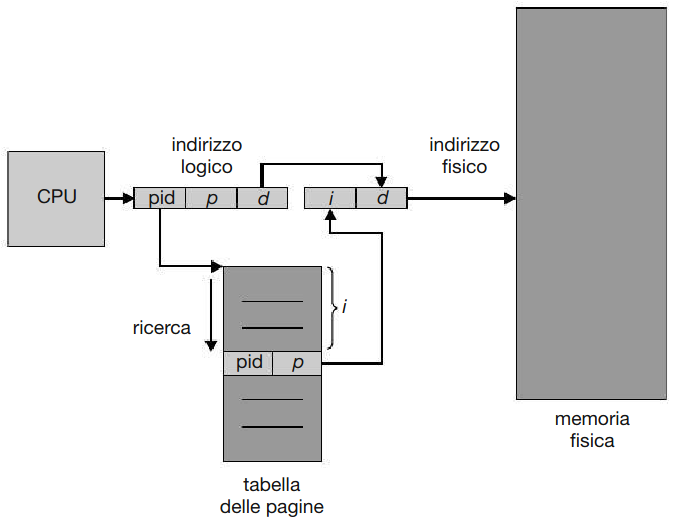 indirizzo
logico
indirizzo
fisico
CPU
pid p d
i d
i
ricerca
pid p
memoria
fisica
tabella
delle pagine